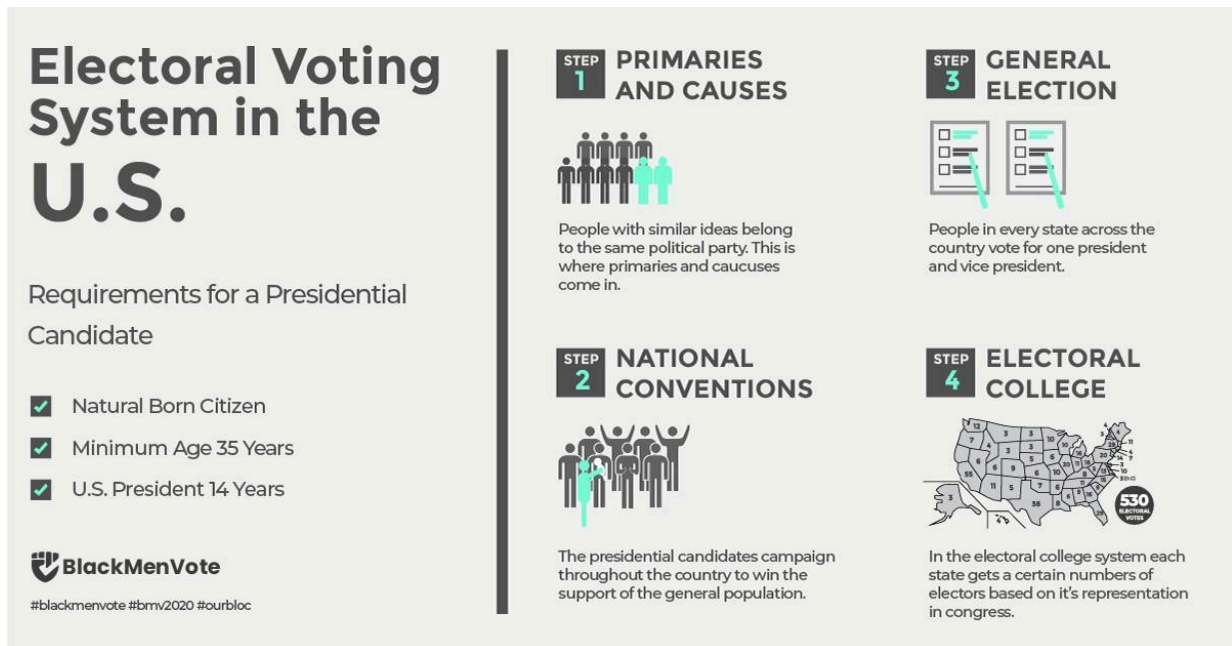 Electoral Voting
System in the
U.S.
Requirements for a Presidential
Candidate
Natural Born Citizen
Minimum Age 35 Years
U.S. President 14 Years
BlackMenVote
#blackmenvote #bmv2020 #ourbloc
STEP
1
PRIMARIES
AND CAUSES
People with similar ideas belong
to the same political party. This is
where primaries and caucuses
come in.
STEP
2
NATIONAL
CONVENTIONS
The presidential candidates campaign
throughout the country to win the
support of the general population.
STEP
3
GENERAL
ELECTION
People in every state across the
country vote for one president
and vice president.
STEP
4
ELECTORAL
COLLEGE
530
ELECTORAL
VOTES
In the electoral college system each
state gets a certain numbers of
electors based on it's representation
in congress.